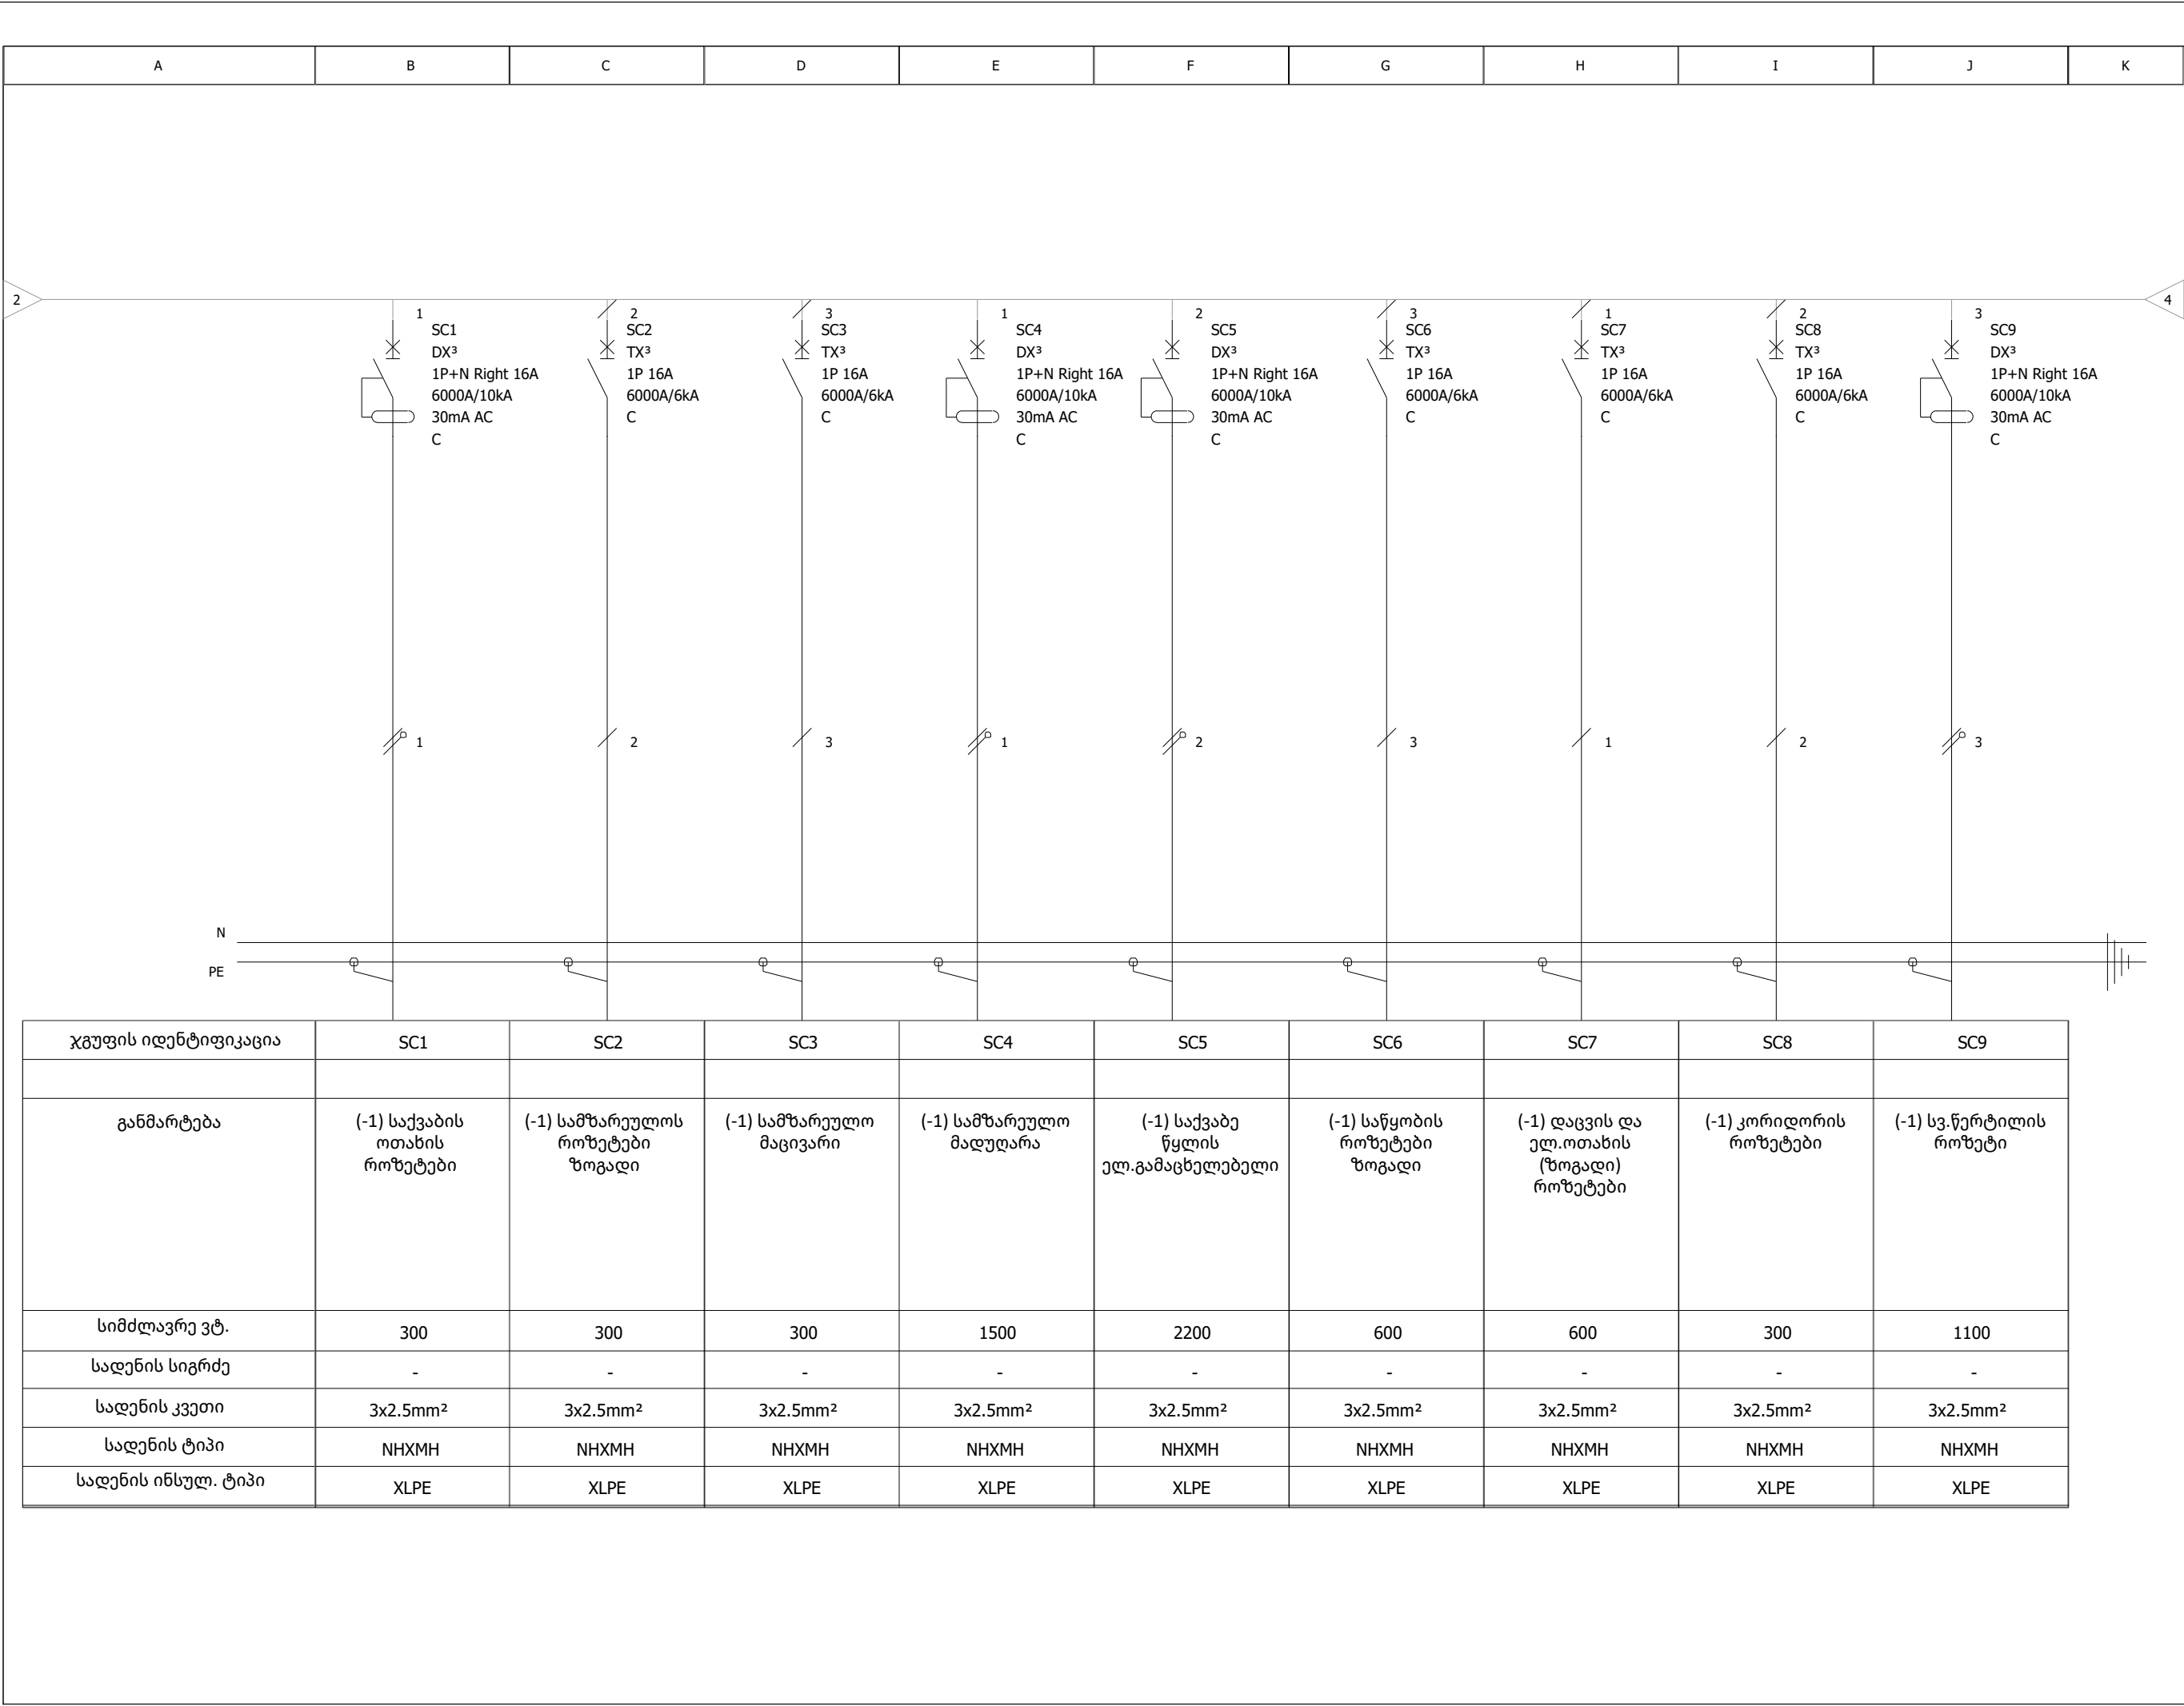 A B C D E F G H I J K
2 4
1 2 3 1 2 3 1 2 3
SC1
DX³
1P+N Right 16A
6000A/10kA
30mA AC
C
SC2
TX³
1P 16A
6000A/6kA
C
SC3
TX³
1P 16A
6000A/6kA
C
SC4
DX³
1P+N Right 16A
6000A/10kA
30mA AC
C
SC5
DX³
1P+N Right 16A
6000A/10kA
30mA AC
C
SC6
TX³
1P 16A
6000A/6kA
C
SC7
TX³
1P 16A
6000A/6kA
C
SC8
TX³
1P 16A
6000A/6kA
C
SC9
DX³
1P+N Right 16A
6000A/10kA
30mA AC
C
1 2 3 1 2 3 1 2 3
N
PE
ჯგუფის იდენტიფიკაცია SC1 SC2 SC3 SC4 SC5 SC6 SC7 SC8 SC9
განმარტება
(-1) საქვაბის
ოთახის
როზეტები
(-1) სამზარეულოს
როზეტები
ზოგადი
(-1) სამზარეულო
მაცივარი
(-1) სამზარეულო
მადუღარა
(-1) საქვაბე
წყლის
ელ.გამაცხელებელი
(-1) საწყობის
როზეტები
ზოგადი
(-1) დაცვის და
ელ.ოთახის
(ზოგადი)
როზეტები
(-1) კორიდორის
როზეტები
(-1) სვ.წერტილის
როზეტი
სიმძლავრე ვტ. 300 300 300 1500 2200 600 600 300 1100
სადენის სიგრძე - - - - - - - - -
სადენის კვეთი 3x2.5mm² 3x2.5mm² 3x2.5mm² 3x2.5mm² 3x2.5mm² 3x2.5mm² 3x2.5mm² 3x2.5mm² 3x2.5mm²
სადენის ტიპი NHXMH NHXMH NHXMH NHXMH NHXMH NHXMH NHXMH NHXMH NHXMH
სადენის ინსულ. ტიპი XLPE XLPE XLPE XLPE XLPE XLPE XLPE XLPE XLPE